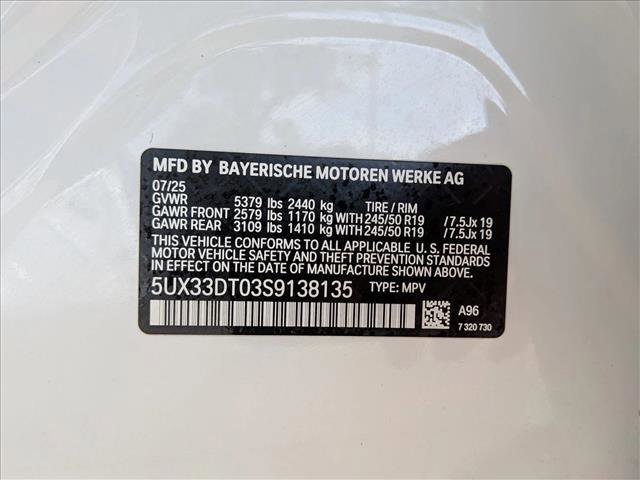 MFD BY BAYERISCHE MOTOREN WERKE AG
07/25
GVWR 5379 lbs 2440 kg TIRE / RIM
GAWR FRONT 2579 lbs 1170 kg WITH 245/50 R19 /7.5Jx 19
GAWR REAR 3109 lbs 1410 kg WITH 245/50 R19 /7.5Jx 19
THIS VEHICLE CONFORMS TO ALL APPLICABLE U. S. FEDERAL
MOTOR VEHICLE SAFETY AND THEFT PREVENTION STANDARDS
IN EFFECT ON THE DATE OF MANUFACTURE SHOWN ABOVE.
5UX33DT03S9138135 TYPE: MPV
A96
7 320 730